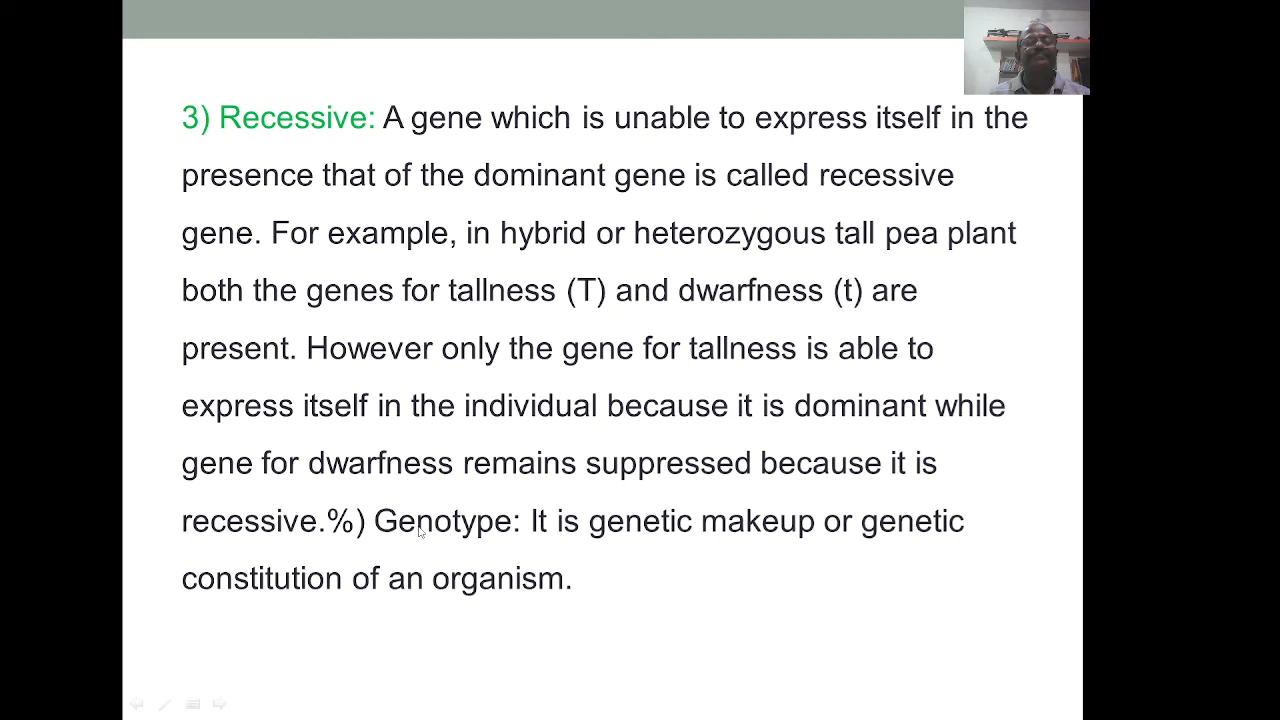 3) Recessive: A gene which is unable to express itself in the
presence that of the dominant gene is called recessive
gene. For example, in hybrid or heterozygous tall pea plant
both the genes for tallness (T) and dwarfness (t) are
present. However only the gene for tallness is able to
express itself in the individual because it is dominant while
gene for dwarfness remains suppressed because it is
recessive.%) Genotype: It is genetic makeup or genetic
constitution of an organism.